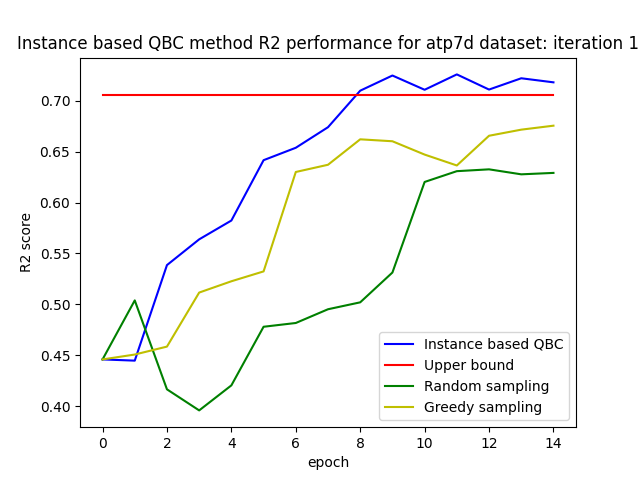 Instance based QBC method R2 performance for atp7d dataset: iteration 1
R2 score
0.70
0.65
0.60
0.55
0.50
0.45
0.40
Instance based QBC
Upper bound
Random sampling
Greedy sampling
0 2 4 6 8 10 12 14
epoch